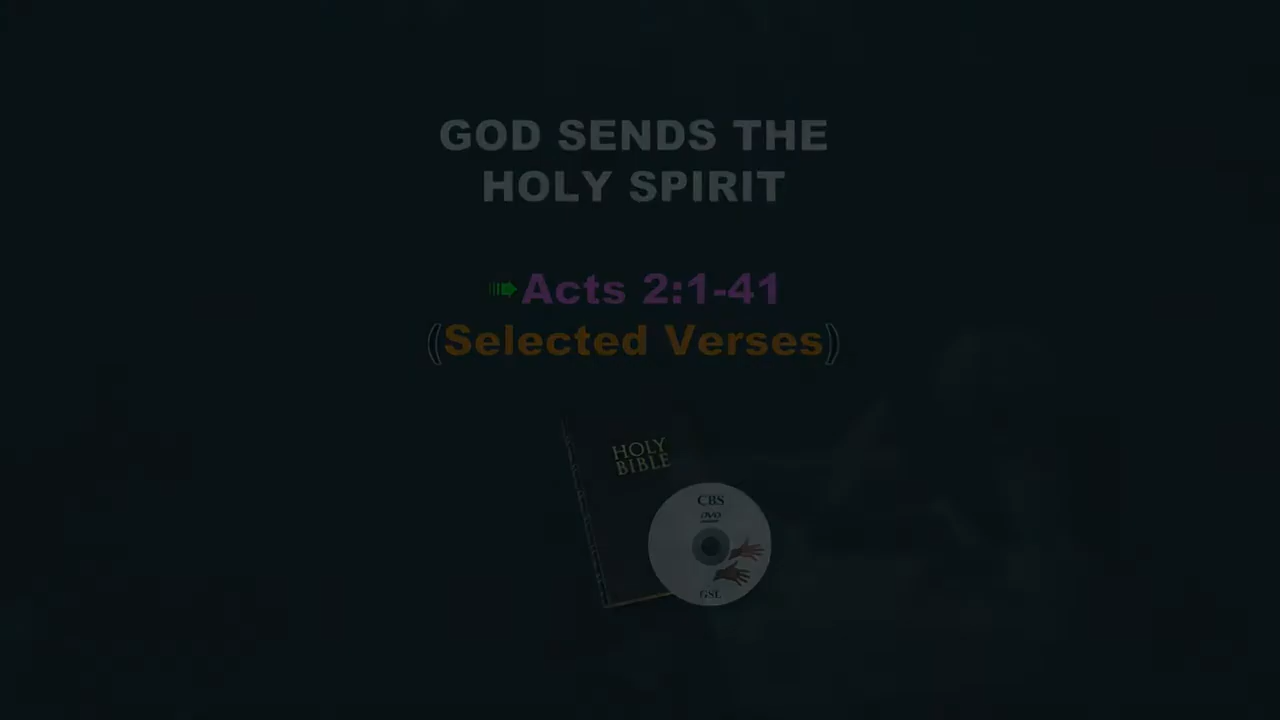 GOD SENDS THE
HOLY SPIRIT
Acts 2:1-41
(Selected Verses)
HOLY
BIBLE
CBS
DVD
GSL